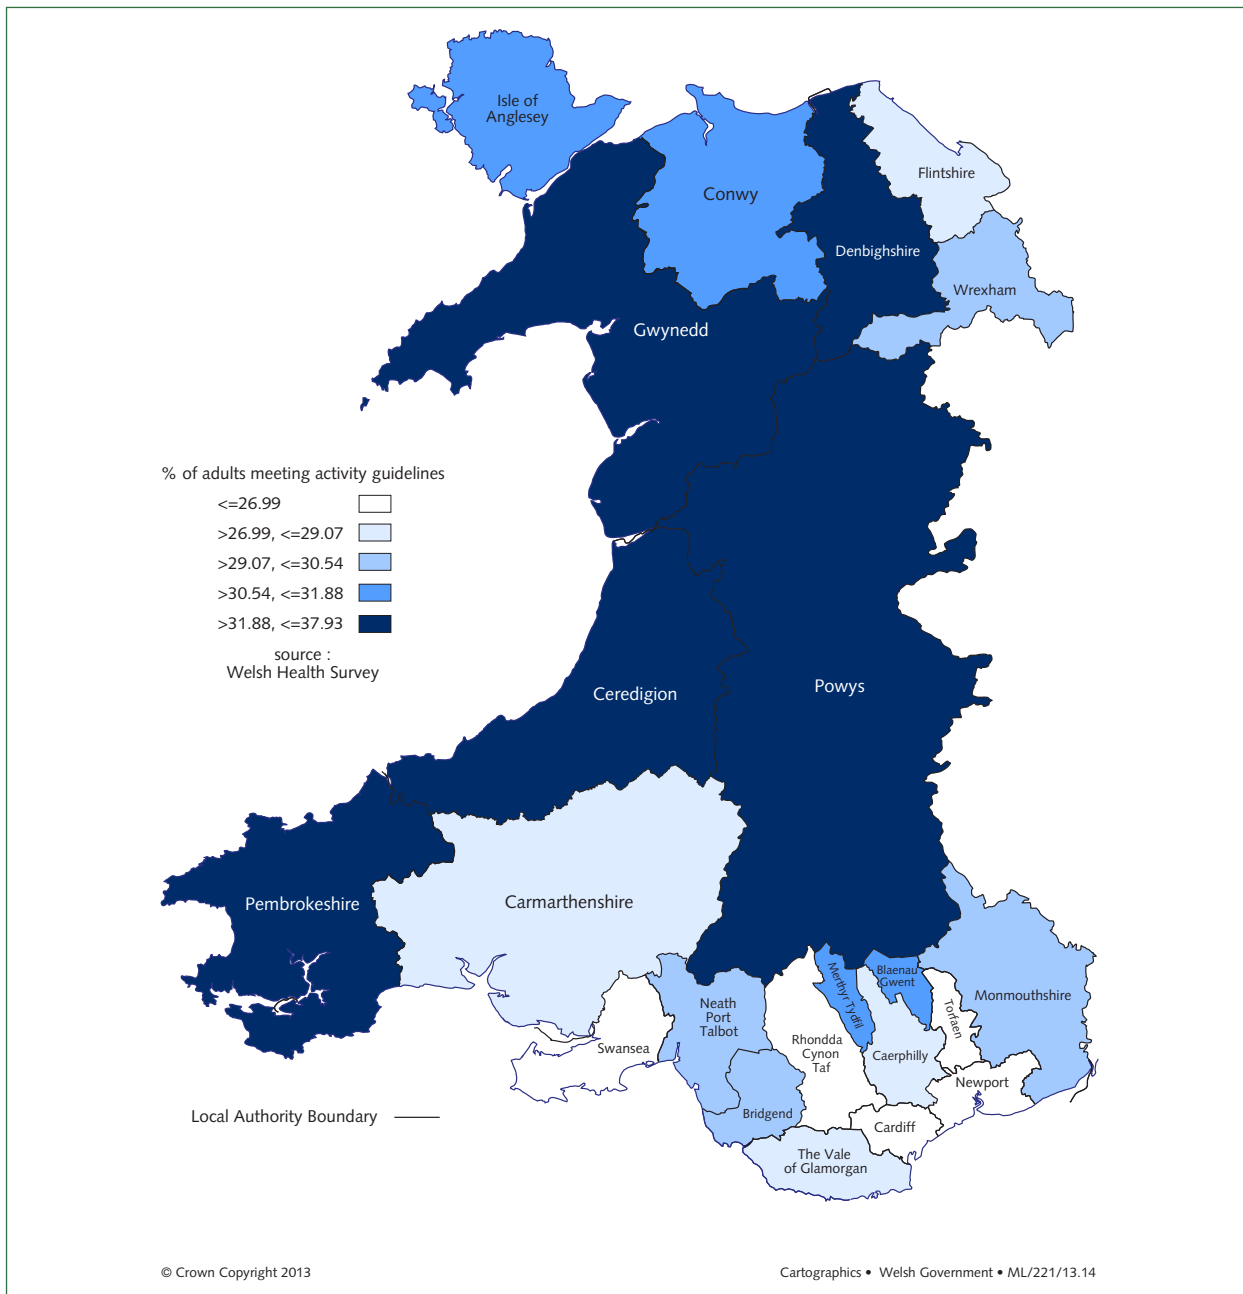 Isle of
Anglesey
Conwy
Flintshire
Denbighshire
Wrexham
Gwynedd
% of adults meeting activity guidelines
<=26.99
>26.99, <=29.07
>29.07, <=30.54
>30.54, <=31.88
>31.88, <=37.93
source :
Welsh Health Survey
Ceredigion
Powys
Pembrokeshire
Carmarthenshire
Swansea
Neath
Port
Talbot
Bridgend
Rhondda
Cynon
Taf
Merthyr Tydfil
Blaenau
Gwent
Caerphilly
Torfaen
Monmouthshire
Newport
Cardiff
The Vale
of Glamorgan
Local Authority Boundary
© Crown Copyright 2013
Cartographics • Welsh Government • ML/221/13.14